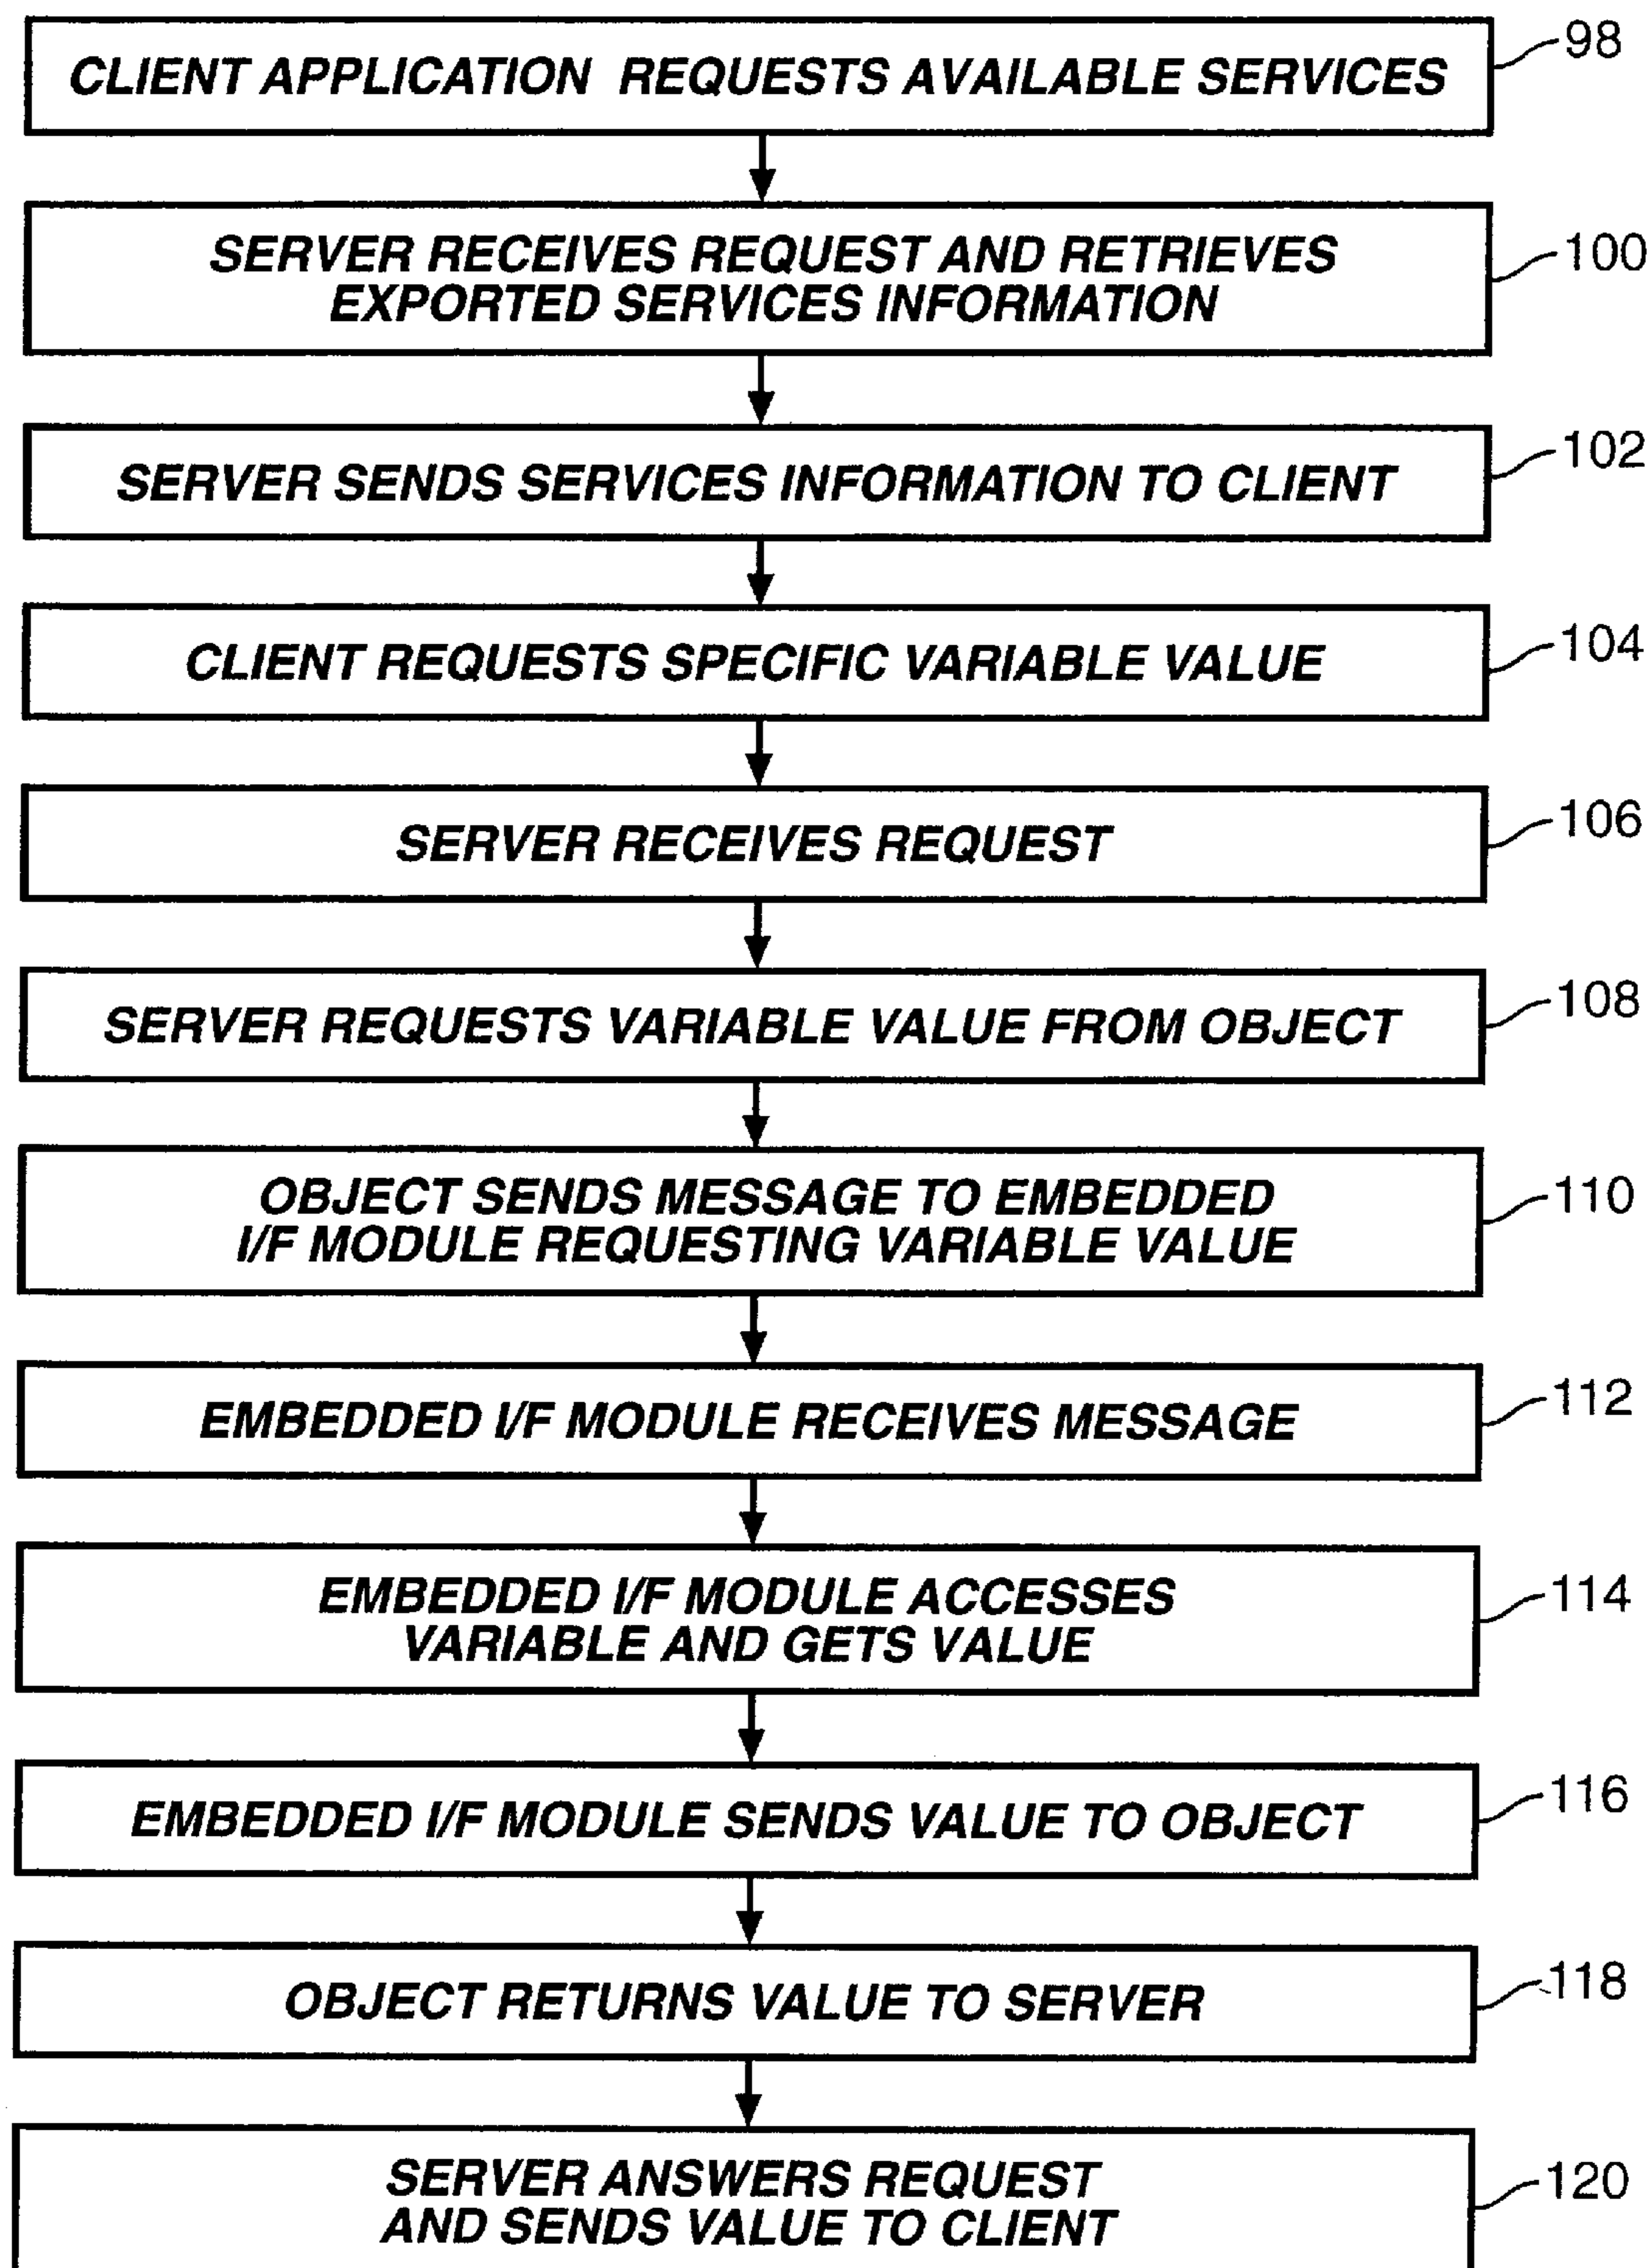 CLIENT APPLICATION REQUESTS AVAILABLE SERVICES
98
SERVER RECEIVES REQUEST AND RETRIEVES
EXPORTED SERVICES INFORMATION
100
SERVER SENDS SERVICES INFORMATION TO CLIENT
102
CLIENT REQUESTS SPECIFIC VARIABLE VALUE
104
SERVER RECEIVES REQUEST
106
SERVER REQUESTS VARIABLE VALUE FROM OBJECT
108
OBJECT SENDS MESSAGE TO EMBEDDED
I/F MODULE REQUESTING VARIABLE VALUE
110
EMBEDDED I/F MODULE RECEIVES MESSAGE
112
EMBEDDED I/F MODULE ACCESSES
VARIABLE AND GETS VALUE
114
EMBEDDED I/F MODULE SENDS VALUE TO OBJECT
116
OBJECT RETURNS VALUE TO SERVER
118
SERVER ANSWERS REQUEST
AND SENDS VALUE TO CLIENT
120